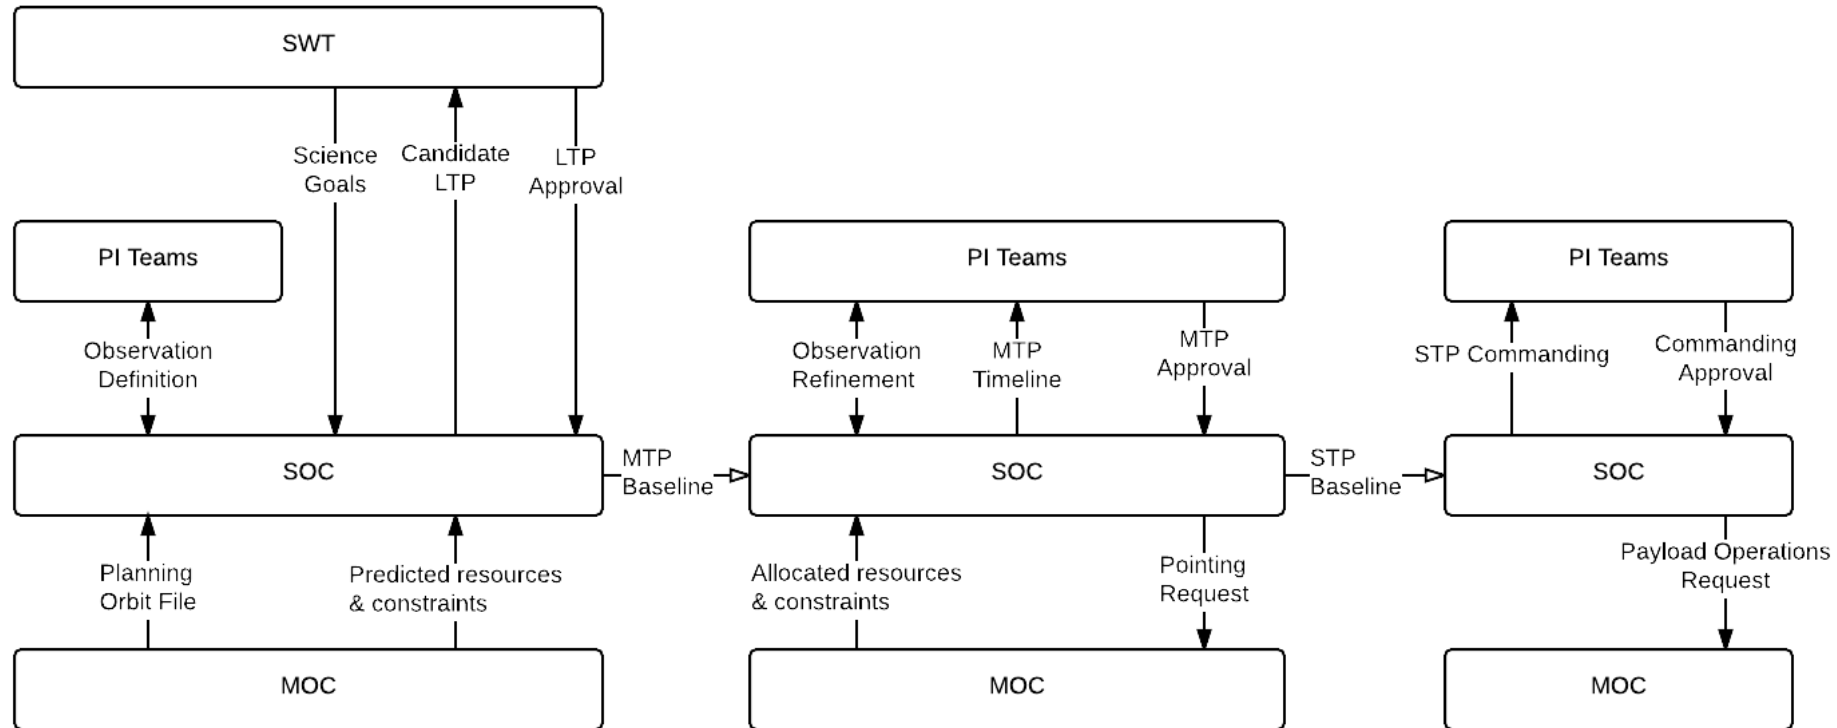 SWT
Science
Goals
Candidate
LTP
LTP
Approval
PI Teams
PI Teams
PI Teams
Observation
Definition
Observation
Refinement
MTP
Timeline
MTP
Approval
STP Commanding
Commanding
Approval
SOC
MTP
Baseline
SOC
STP
Baseline
SOC
Planning
Orbit File
Predicted resources
& constraints
Allocated resources
& constraints
Pointing
Request
Payload Operations
Request
MOC
MOC
MOC